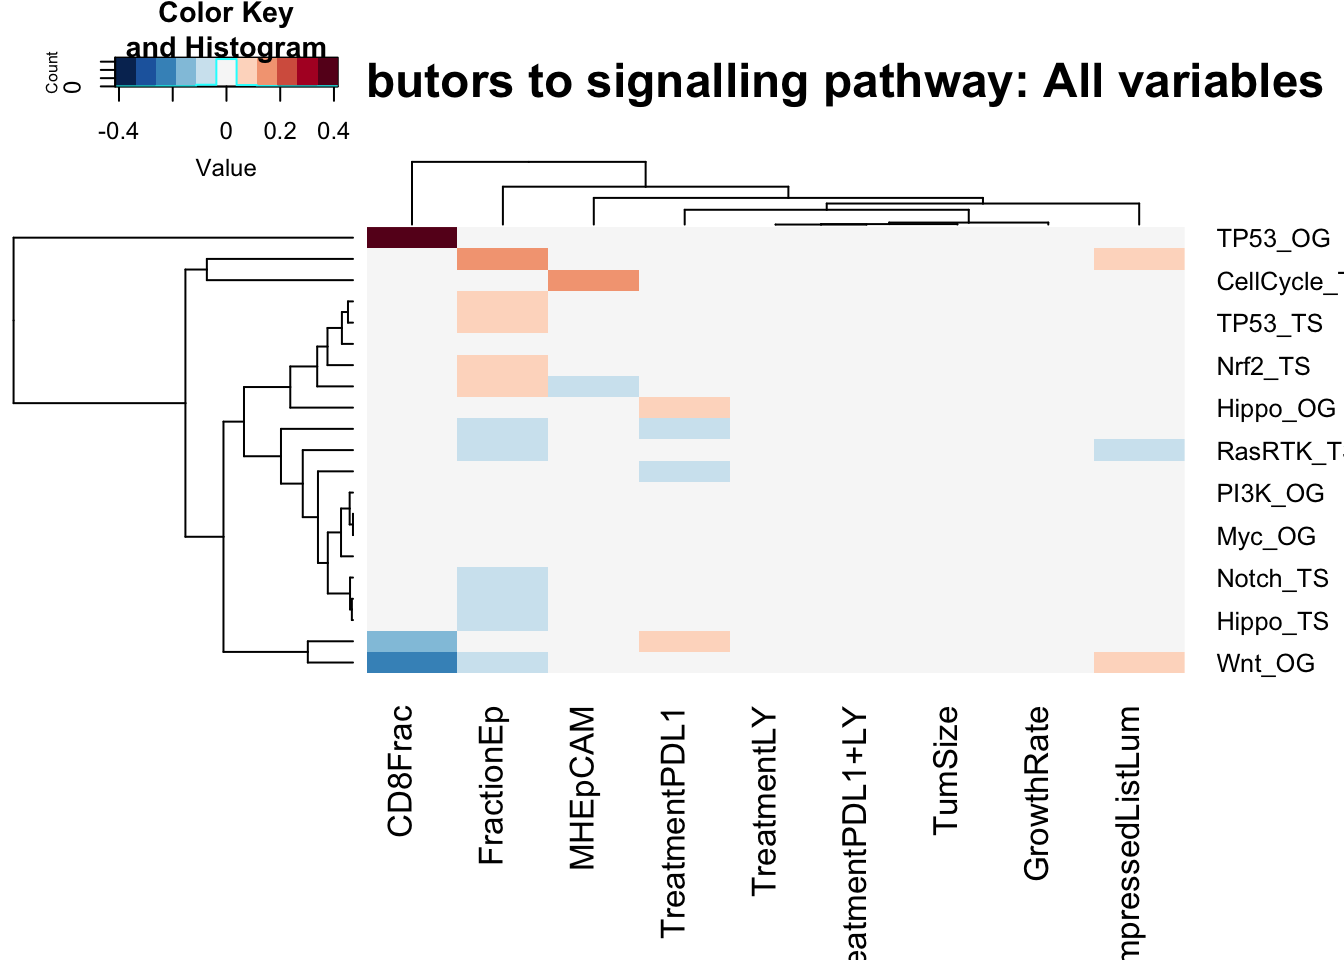 Color Key
and Histogram
Count
0
-0.4
0
0.2
0.4
Value
butors to signalling pathway: All variables
TP53_OG
CellCycle_T
TP53_TS
Nrf2_TS
Hippo_OG
RasRTK_TS
PI3K_OG
Myc_OG
Notch_TS
Hippo_TS
Wnt_OG
CD8Frac
FractionEp
MHEpCAM
TreatmentPDL1
TreatmentLY
eatmentPDL1+LY
TumSize
GrowthRate
mpressedListLum